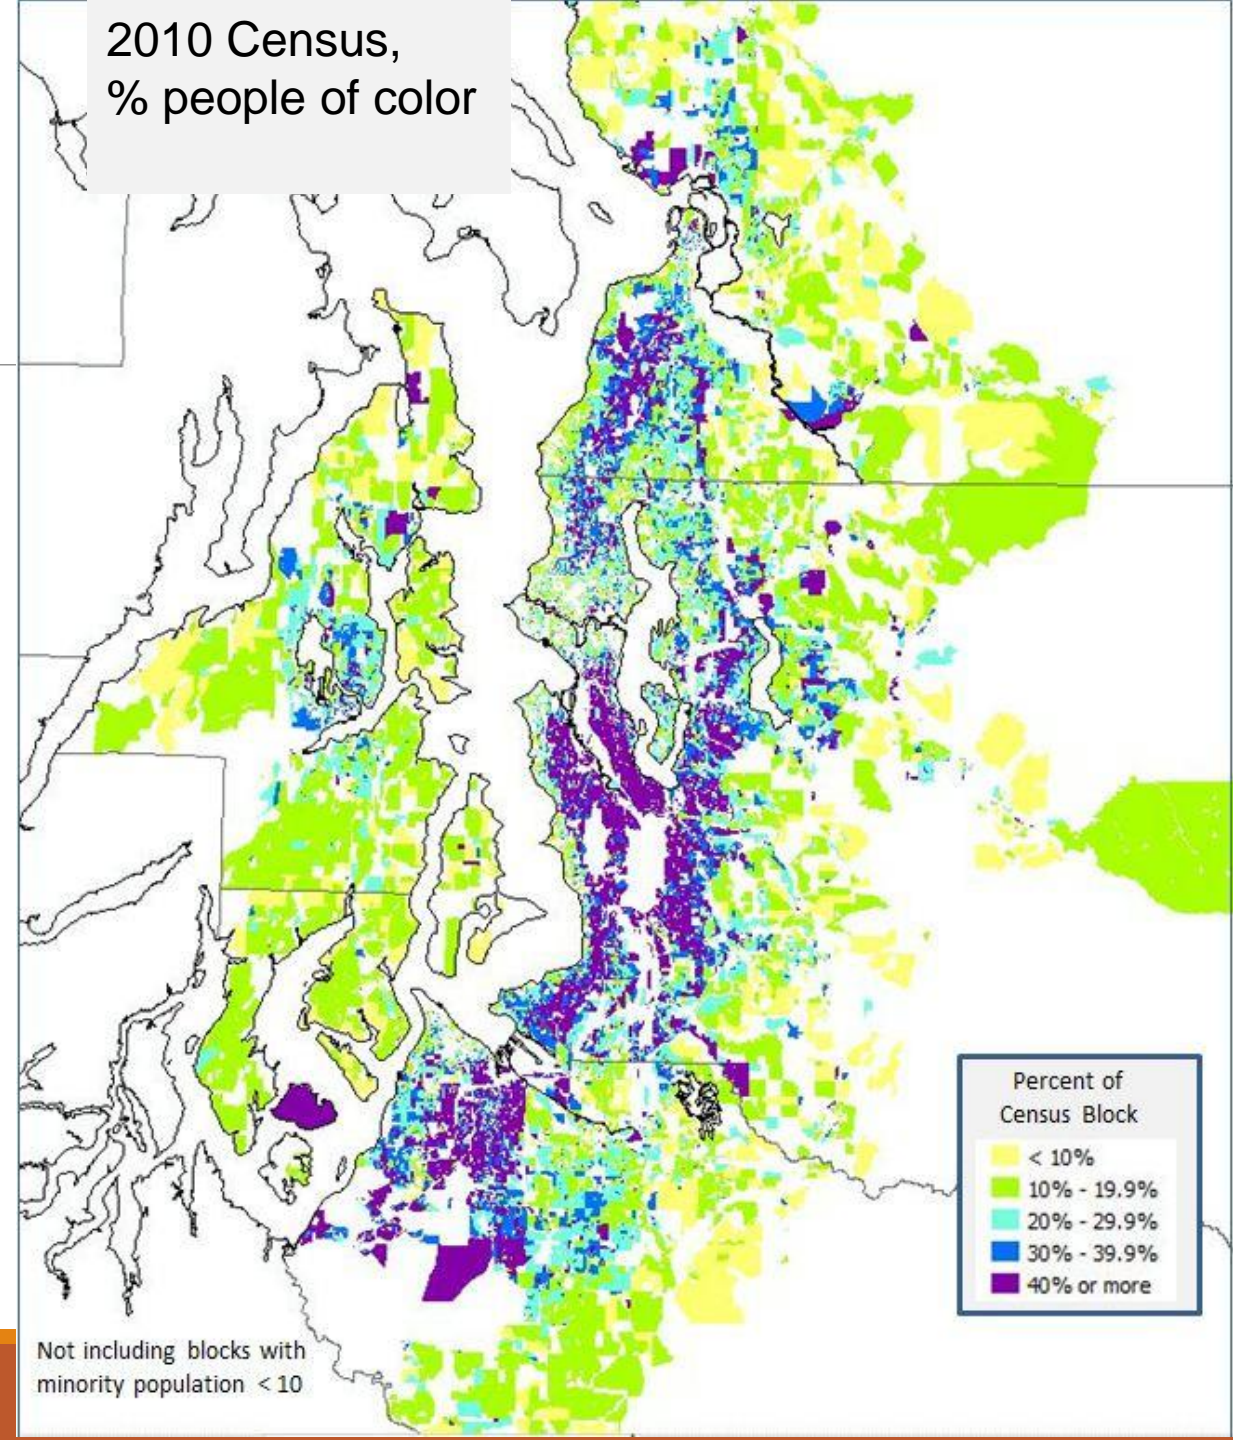 2010 Census,
% people of color
Percent of
Census Block
< 10%
10% - 19.9%
20% - 29.9%
30% - 39.9%
40% or more
Not including blocks with
minority population < 10